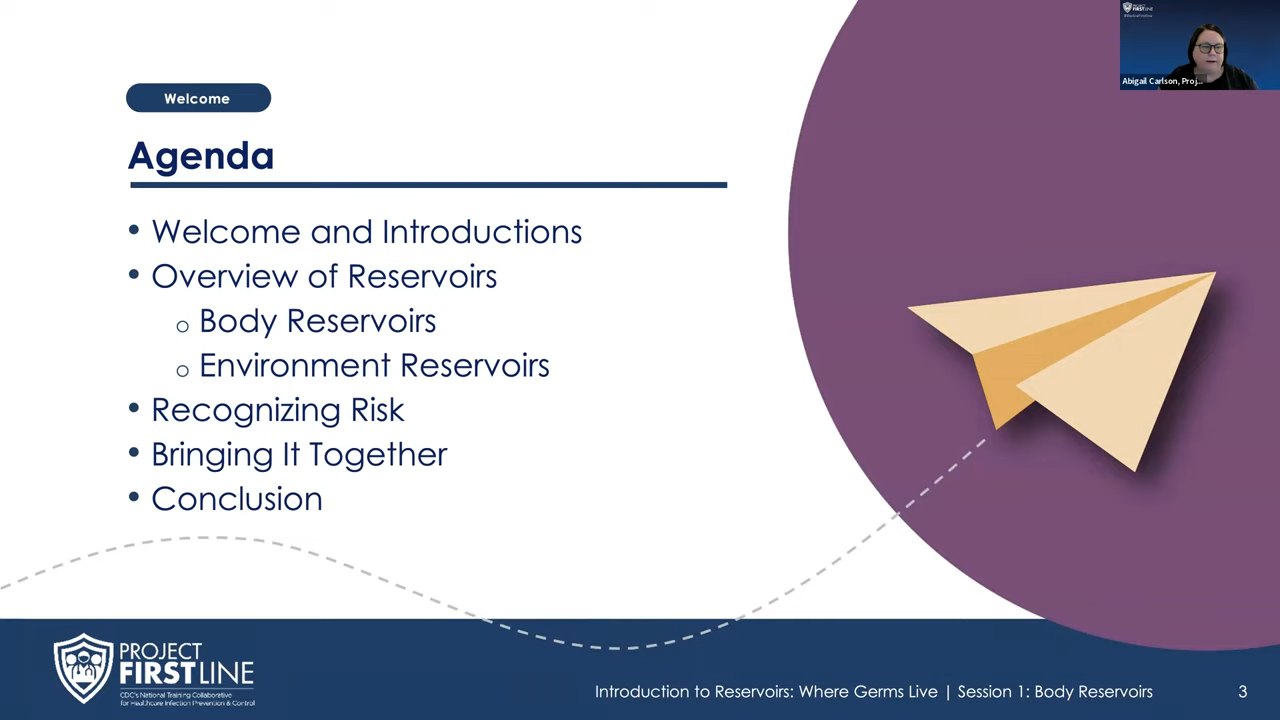 PROJECT
FIRSTLINE
Abigail Carlson, Proj...
Welcome
Agenda
• Welcome and Introductions
• Overview of Reservoirs
o Body Reservoirs
o Environment Reservoirs
• Recognizing Risk
• Bringing It Together
• Conclusion
PROJECT
FIRSTLINE
CDC's National Training Collaborative
for Healthcare Infection Prevention & Control
Introduction to Reservoirs: Where Germs Live | Session 1: Body Reservoirs
3